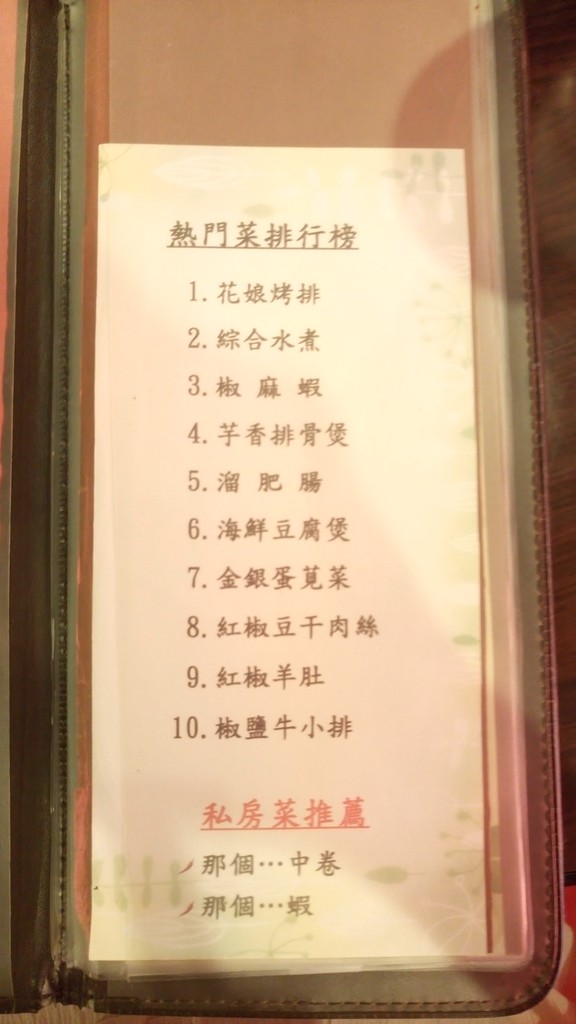 熱門菜排行榜
1.花娘烤排
2.綜合水煮
3.椒 麻 蝦
4.芋香排骨煲
5.溜 肥 腸
6.海鮮豆腐煲
7.金銀蛋莧菜
8.紅椒豆干肉絲
9.紅椒羊肚
10.椒鹽牛小排
私房菜推薦
那個…中卷
那個…蝦